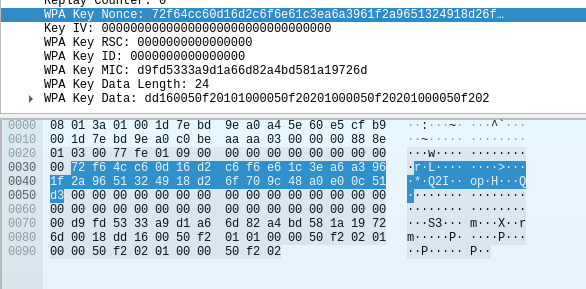 Replay Counter: 0
WPA Key Nonce: 72f64cc60d16d2c6f6e61c3ea6a3961f2a9651324918d26f…
Key IV: 00000000000000000000000000000000
WPA Key RSC: 0000000000000000
WPA Key ID: 0000000000000000
WPA Key MIC: d9fd5333a9d1a66d82a4bd581a19726d
WPA Key Data Length: 24
WPA Key Data: dd160050f20101000050f20201000050f20201000050f202
0000 08 01 3a 01 00 1d 7e bd 9e a0 a4 5e 60 e5 cf b9 ··:···~· ···^`···
0010 00 1d 7e bd 9e a0 c0 be aa aa 03 00 00 00 88 8e ··~····· ········
0020 01 03 00 77 fe 01 09 00 00 00 00 00 00 00 00 00 ···w···· ········
0030 00 72 f6 4c c6 0d 16 d2 c6 f6 e6 1c 3e a6 a3 96 ·r·L···· ····>···
0040 1f 2a 96 51 32 49 18 d2 6f 70 9c 48 a0 e0 0c 51 ·*·Q2I·· op·H···Q
0050 d3 00 00 00 00 00 00 00 00 00 00 00 00 00 00 00 ········ ········
0060 00 00 00 00 00 00 00 00 00 00 00 00 00 00 00 00 ········ ········
0070 00 d9 fd 53 33 a9 d1 a6 6d 82 a4 bd 58 1a 19 72 ···S3··· m···X··r
0080 6d 00 18 dd 16 00 50 f2 01 01 00 00 50 f2 02 01 m·····P· ····P···
0090 00 00 50 f2 02 01 00 00 50 f2 02 ··P····· P··